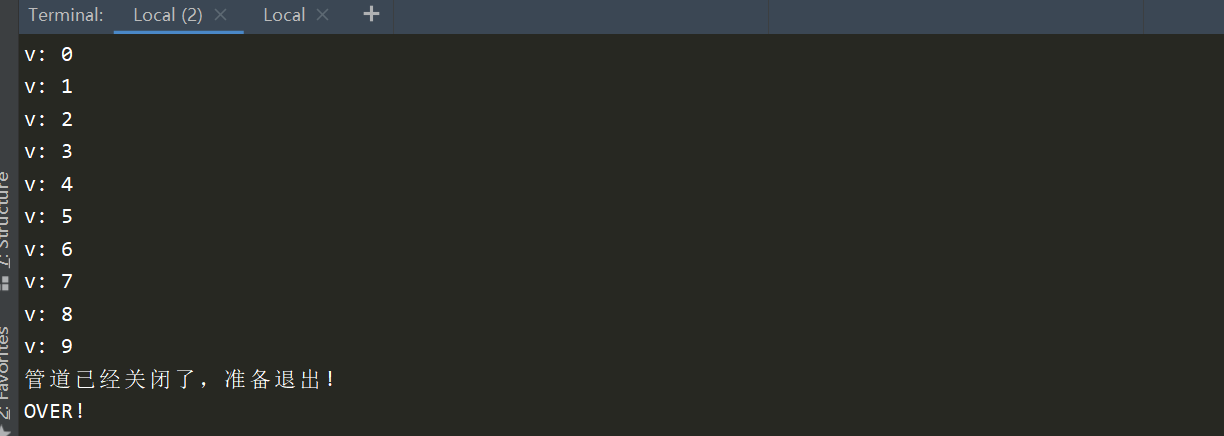 Terminal: Local (2) Local
v: 0
v: 1
v: 2
v: 3
v: 4
v: 5
v: 6
v: 7
v: 8
v: 9
管道已经关闭了，准备退出!
OVER!
7: Structure
2: Favorites